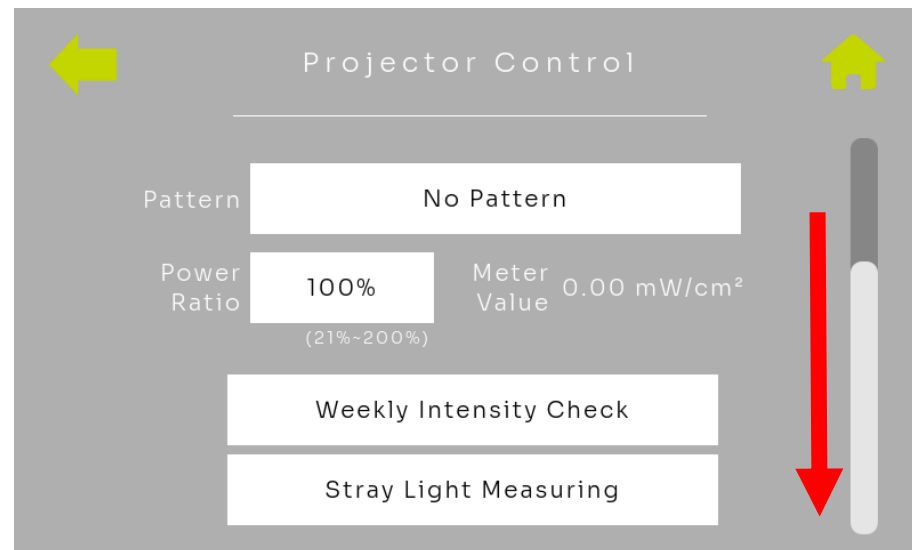 Projector Control
Pattern
No Pattern
Power
Ratio
100%
(21%~200%)
Meter
Value
0.00 mW/cm²
Weekly Intensity Check
Stray Light Measuring